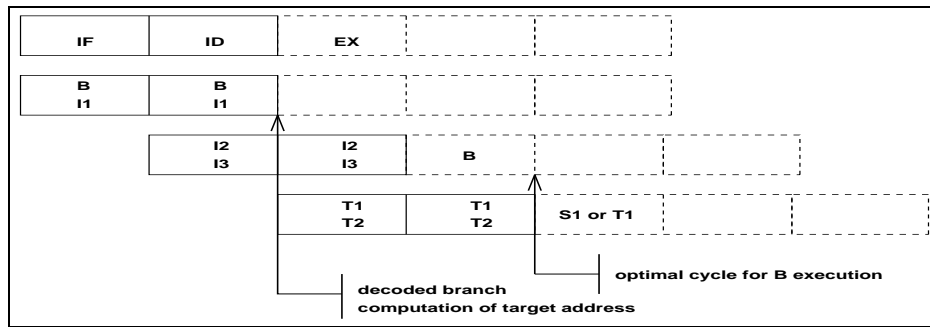 IF ID EX
B B
I1 I1
I2 I2
I3 I3
B
T1 T1
T2 T2
S1 or T1
optimal cycle for B execution
decoded branch
computation of target address